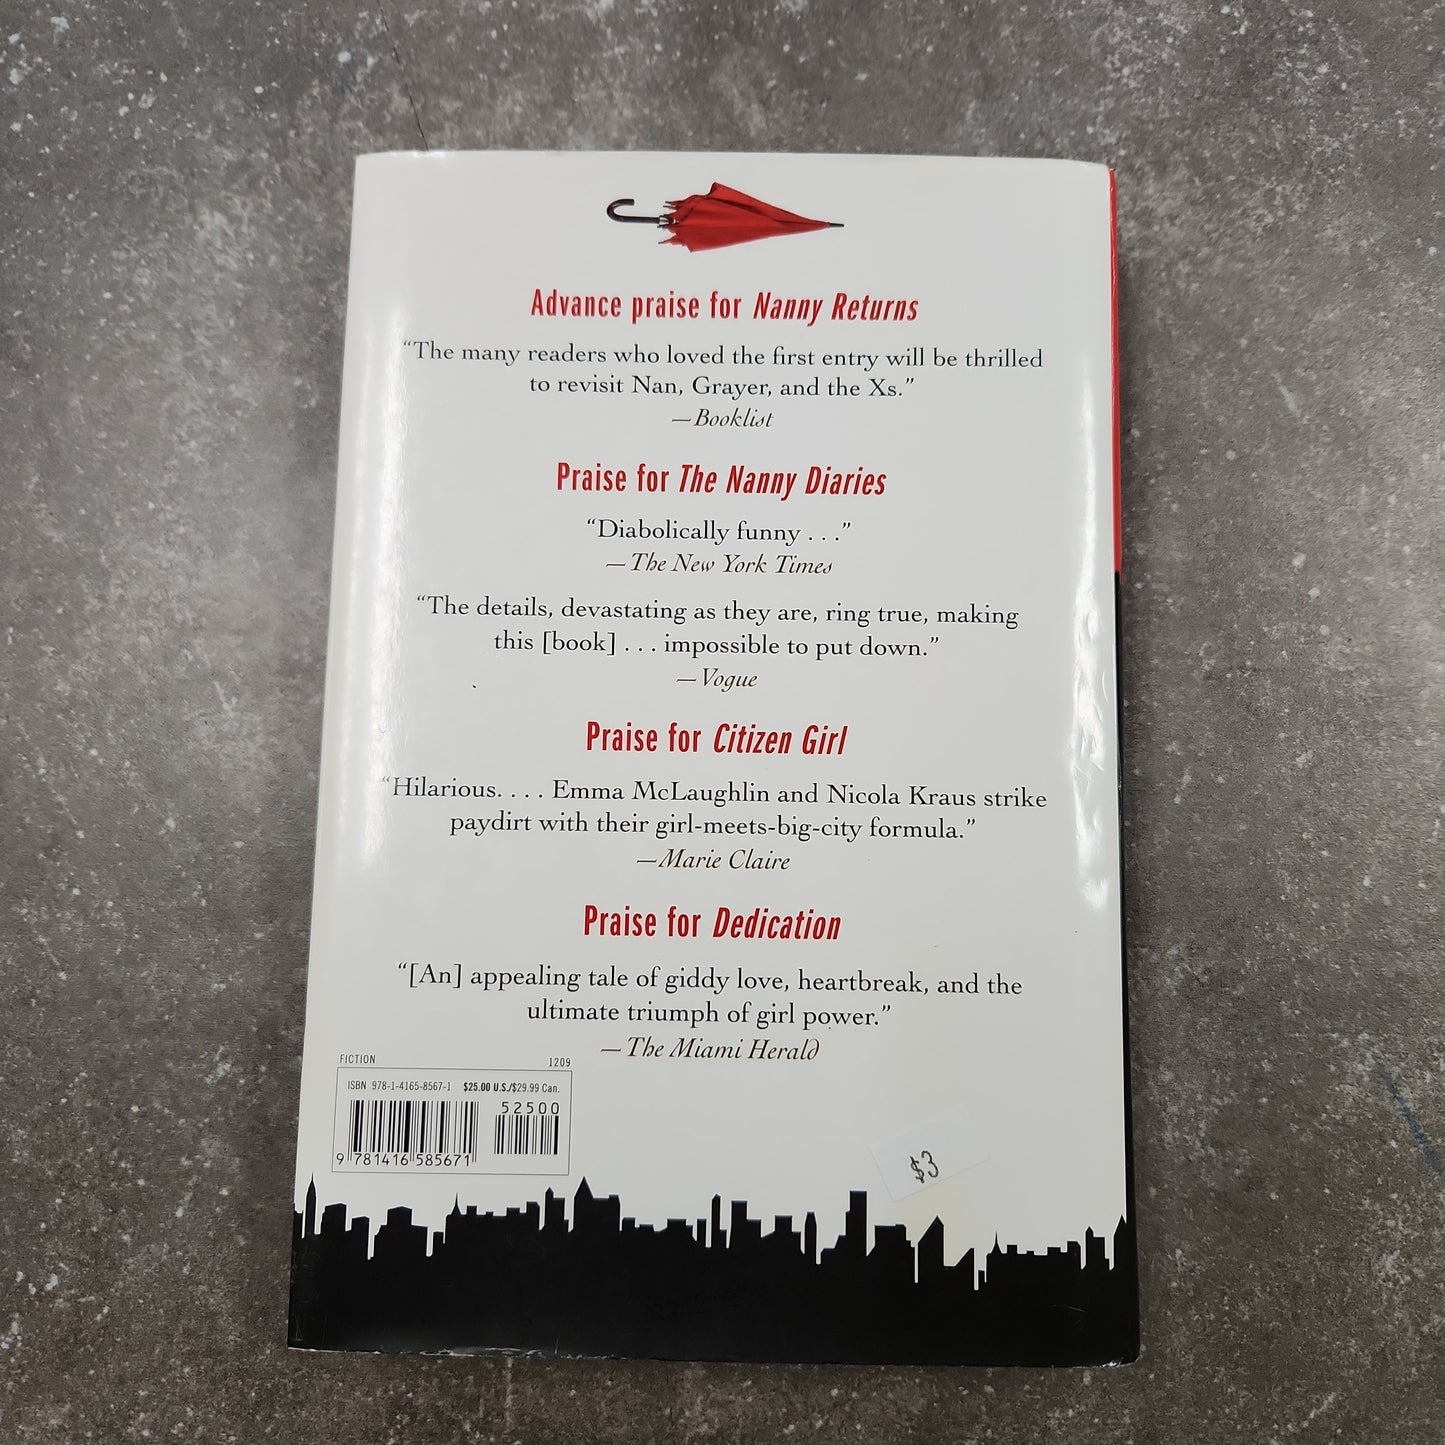 Advance praise for Nanny Returns
“The many readers who loved the first entry will be thrilled
to revisit Nan, Grayer, and the Xs.”
—Booklist
Praise for The Nanny Diaries
“Diabolically funny . . .”
—The New York Times
“The details, devastating as they are, ring true, making
this [book] . . . impossible to put down.”
—Vogue
Praise for Citizen Girl
“Hilarious. . . . Emma McLaughlin and Nicola Kraus strike
paydirt with their girl-meets-big-city formula.”
—Marie Claire
Praise for Dedication
“[An] appealing tale of giddy love, heartbreak, and the
ultimate triumph of girl power.”
—The Miami Herald
FICTION 1209
ISBN 978-1-4165-8567-1 $25.00 U.S./$29.99 Can.
52500
9 781416 585671
$3